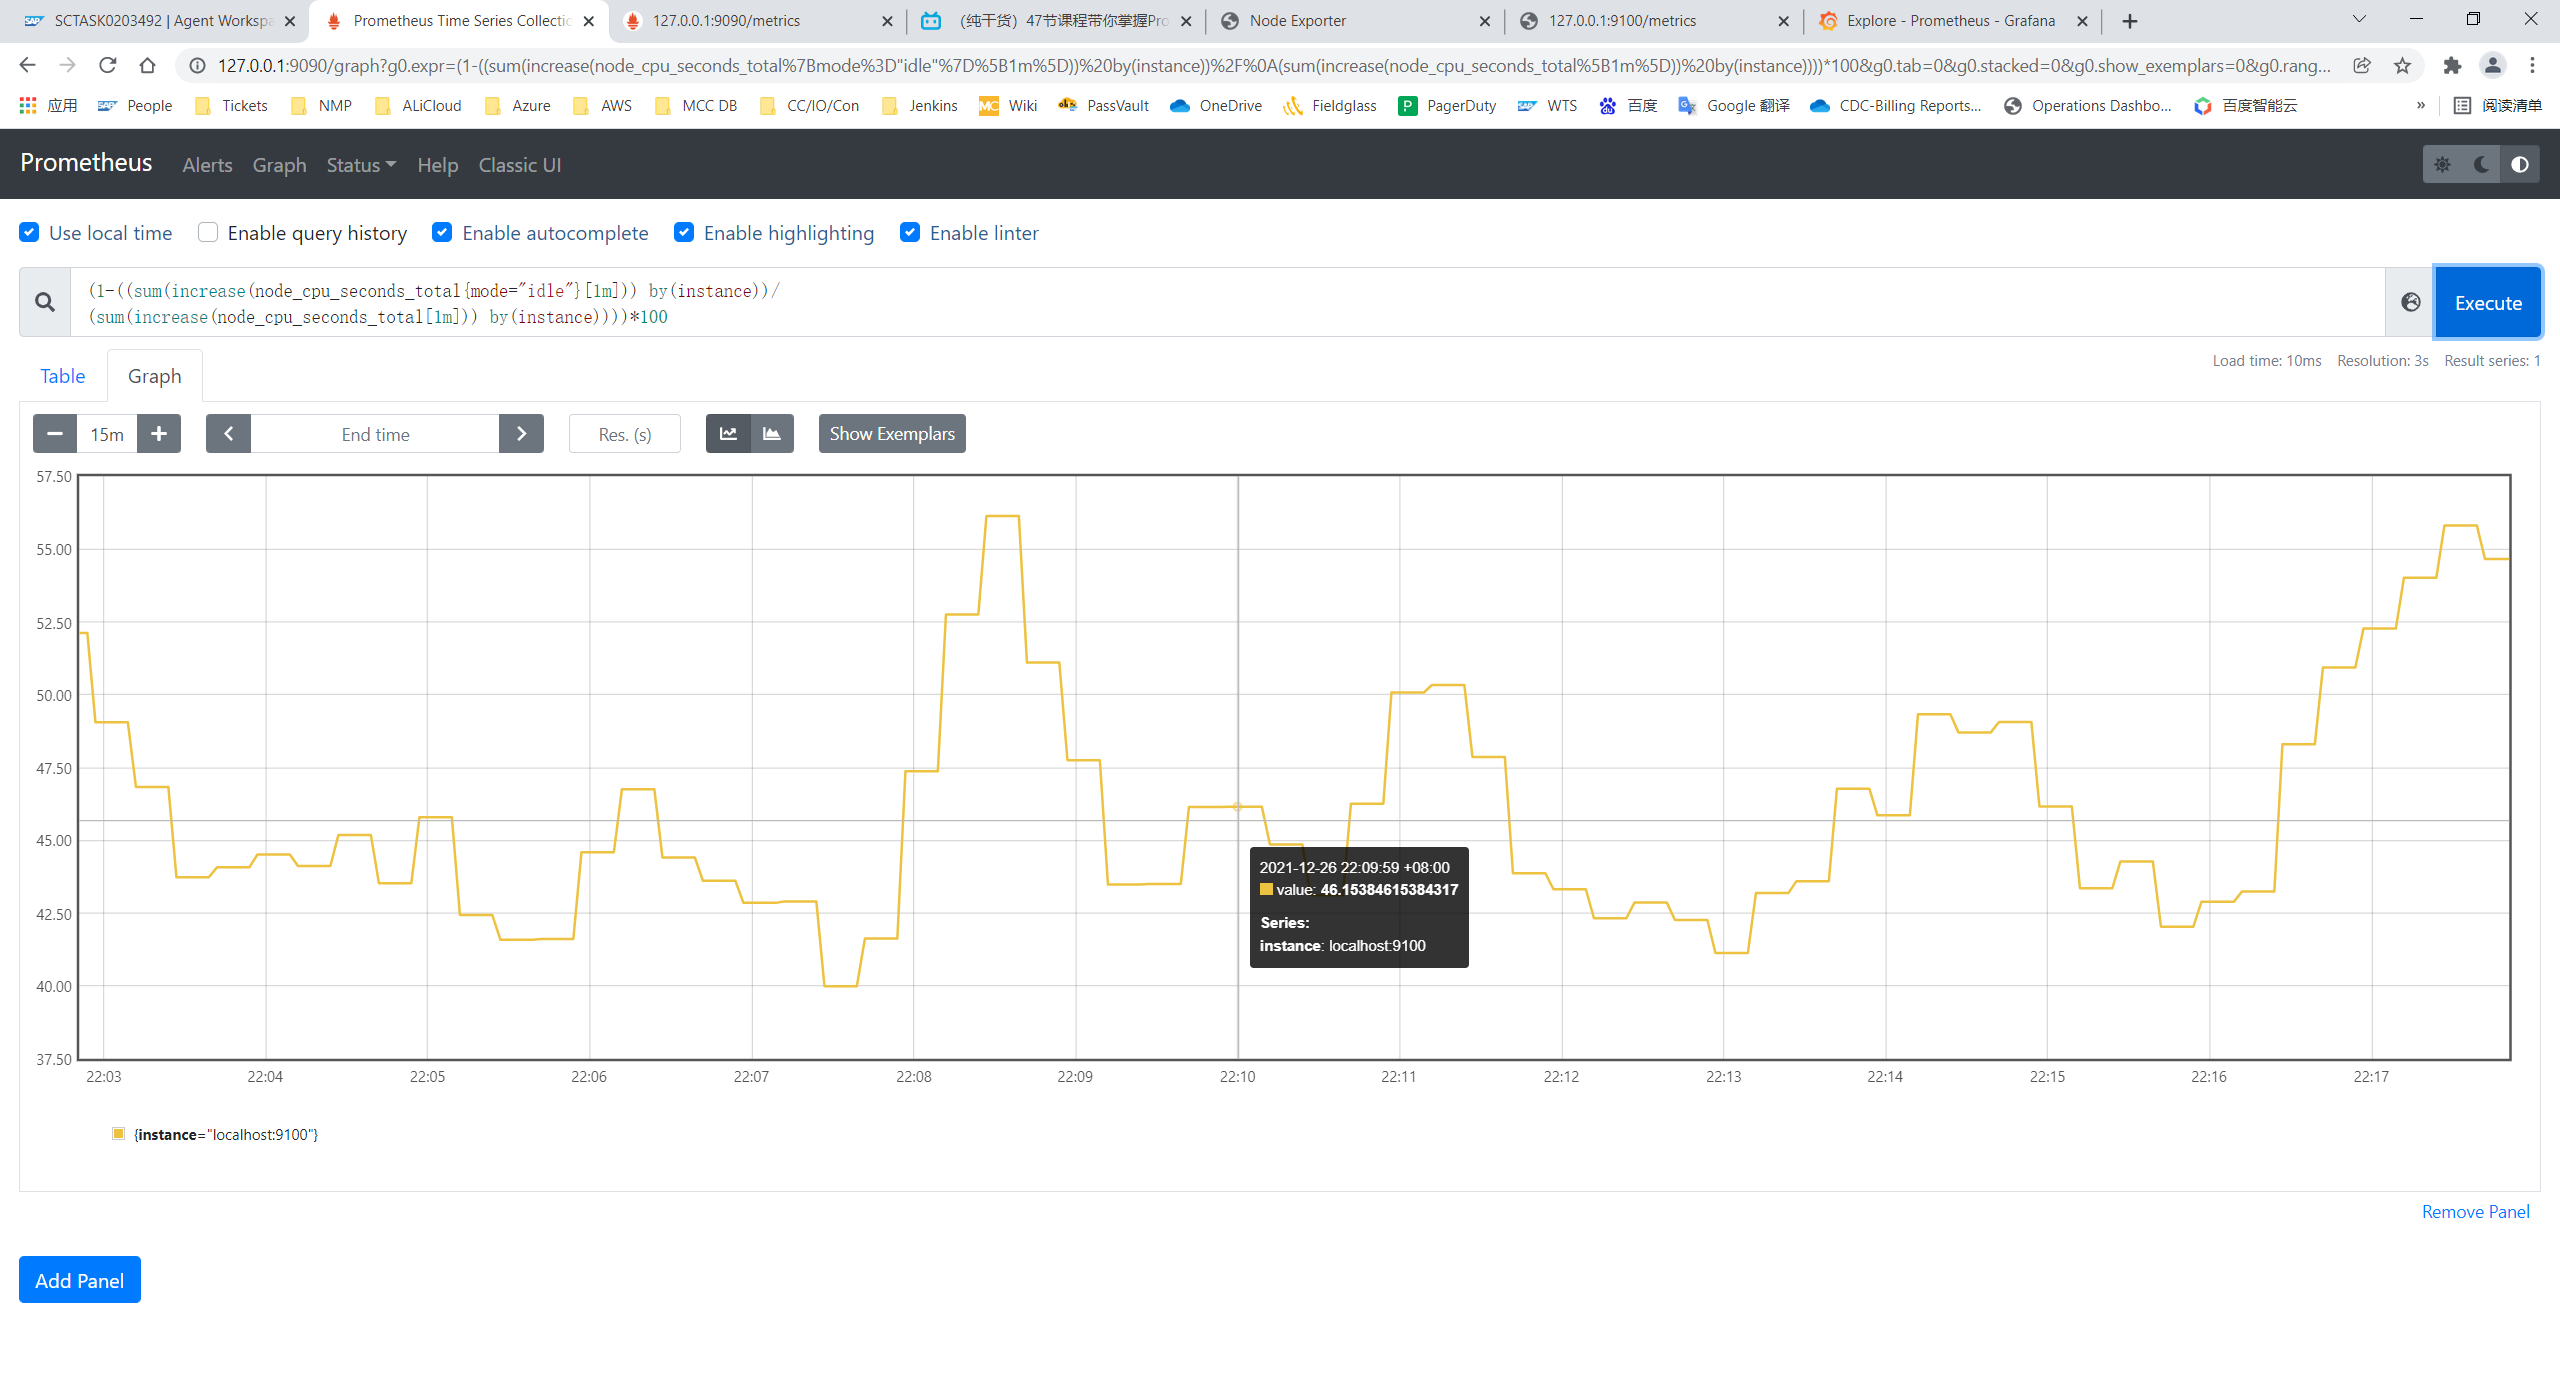 SCTASK0203492 | Agent Workspa
Prometheus Time Series Collectio
127.0.0.1:9090/metrics
（纯干货）47节课程带你掌握Pro
Node Exporter
127.0.0.1:9100/metrics
Explore - Prometheus - Grafana
127.0.0.1:9090/graph?g0.expr=(1-((sum(increase(node_cpu_seconds_total%7Bmode%3D"idle"%7D%5B1m%5D))%20by(instance))%2F%0A(sum(increase(node_cpu_seconds_total%5B1m%5D))%20by(instance))))*100&g0.tab=0&g0.stacked=0&g0.show_exemplars=0&g0.rang...
应用 People Tickets NMP ALiCloud Azure AWS MCC DB CC/IO/Con Jenkins Wiki PassVault OneDrive Fieldglass PagerDuty WTS 百度 Google 翻译 CDC-Billing Reports... Operations Dashbo... 百度智能云 » 阅读清单
Prometheus Alerts Graph Status Help Classic UI
Use local time Enable query history Enable autocomplete Enable highlighting Enable linter
(1-((sum(increase(node_cpu_seconds_total{mode="idle"}[1m])) by(instance))/
(sum(increase(node_cpu_seconds_total[1m])) by(instance))))*100
Execute
Table Graph
Load time: 10ms Resolution: 3s Result series: 1
15m End time Res. (s) Show Exemplars
57.50
55.00
52.50
50.00
47.50
45.00
42.50
40.00
37.50
2021-12-26 22:09:59 +08:00
value: 46.15384615384317
Series:
instance: localhost:9100
22:03 22:04 22:05 22:06 22:07 22:08 22:09 22:10 22:11 22:12 22:13 22:14 22:15 22:16 22:17
{instance="localhost:9100"}
Remove Panel
Add Panel